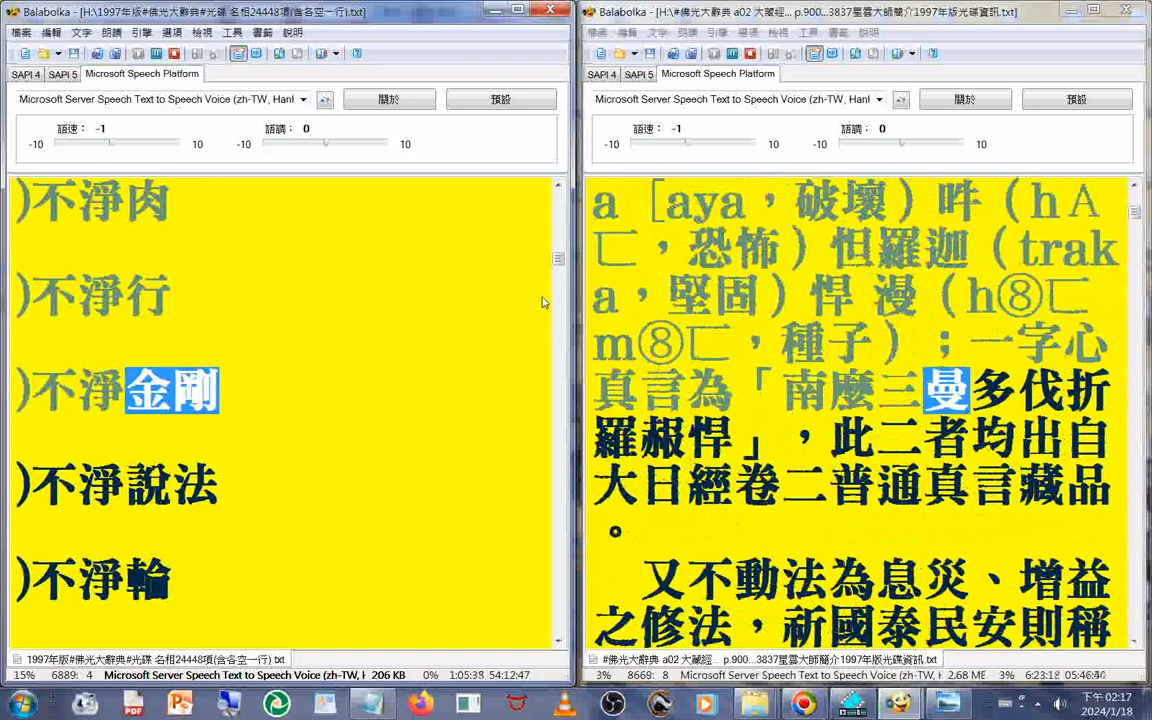 Balabolka - [H:\1997年版#佛光大辭典#光碟 名相24448項(含各空一行).txt]
檔案 編輯 文字 朗讀 引擎 選項 檢視 工具 書籤 說明
SAPI 4 SAPI 5 Microsoft Speech Platform
Microsoft Server Speech Text to Speech Voice (zh-TW, Hanl
關於
預設
語速： -1
語調： 0
-10 10 -10 10
)不淨肉
)不淨行
)不淨金剛
)不淨說法
)不淨輪
1997年版#佛光大辭典#光碟 名相24448項(含各空一行).txt
15% 6889: 4 Microsoft Server Speech Text to Speech Voice (zh-TW, H 206 KB 0% 1:05:38 54:12:47
Balabolka - [H:\#佛光大辭典 a02 大藏經... p.900...3837星雲大師簡介1997年版光碟資訊.txt]
檔案 編輯 文字 朗讀 引擎 選項 檢視 工具 書籤 說明
SAPI 4 SAPI 5 Microsoft Speech Platform
Microsoft Server Speech Text to Speech Voice (zh-TW, Hanl
關於
預設
語速： -1
語調： 0
-10 10 -10 10
a［aya，破壞）吽（hＡ
匸，恐怖）怛羅迦（trak
a，堅固）悍 漫（h⑧匸
m⑧匸，種子）；一字心
真言為「南麼三曼多伐折
羅赧悍」，此二者均出自
大日經卷二普通真言藏品
。
又不動法為息災、增益
之修法，祈國泰民安則稱
#佛光大辭典 a02 大藏經... p.900...3837星雲大師簡介1997年版光碟資訊.txt
3% 8669: 8 Microsoft Server Speech Text to Speech Voice (zh-TW, H 2.68 ME 3% 6:23:18 05:46:40
PDF
下午 02:17
2024/1/18